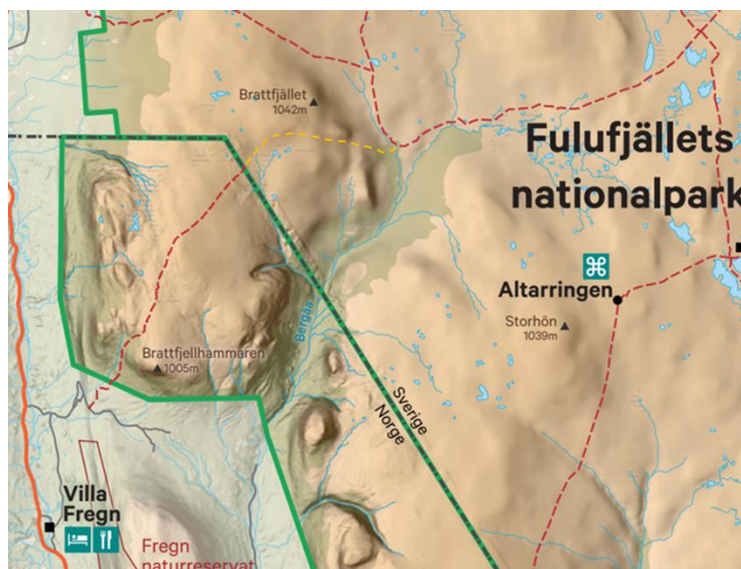 Brattfjället
1042m
Fulufjällets
nationalpark
Altarringen
Storhön
1039m
Bergåa
Brattfjellhammaren
1005m
Sverige
Norge
Villa
Fregn
Fregn
naturreservat